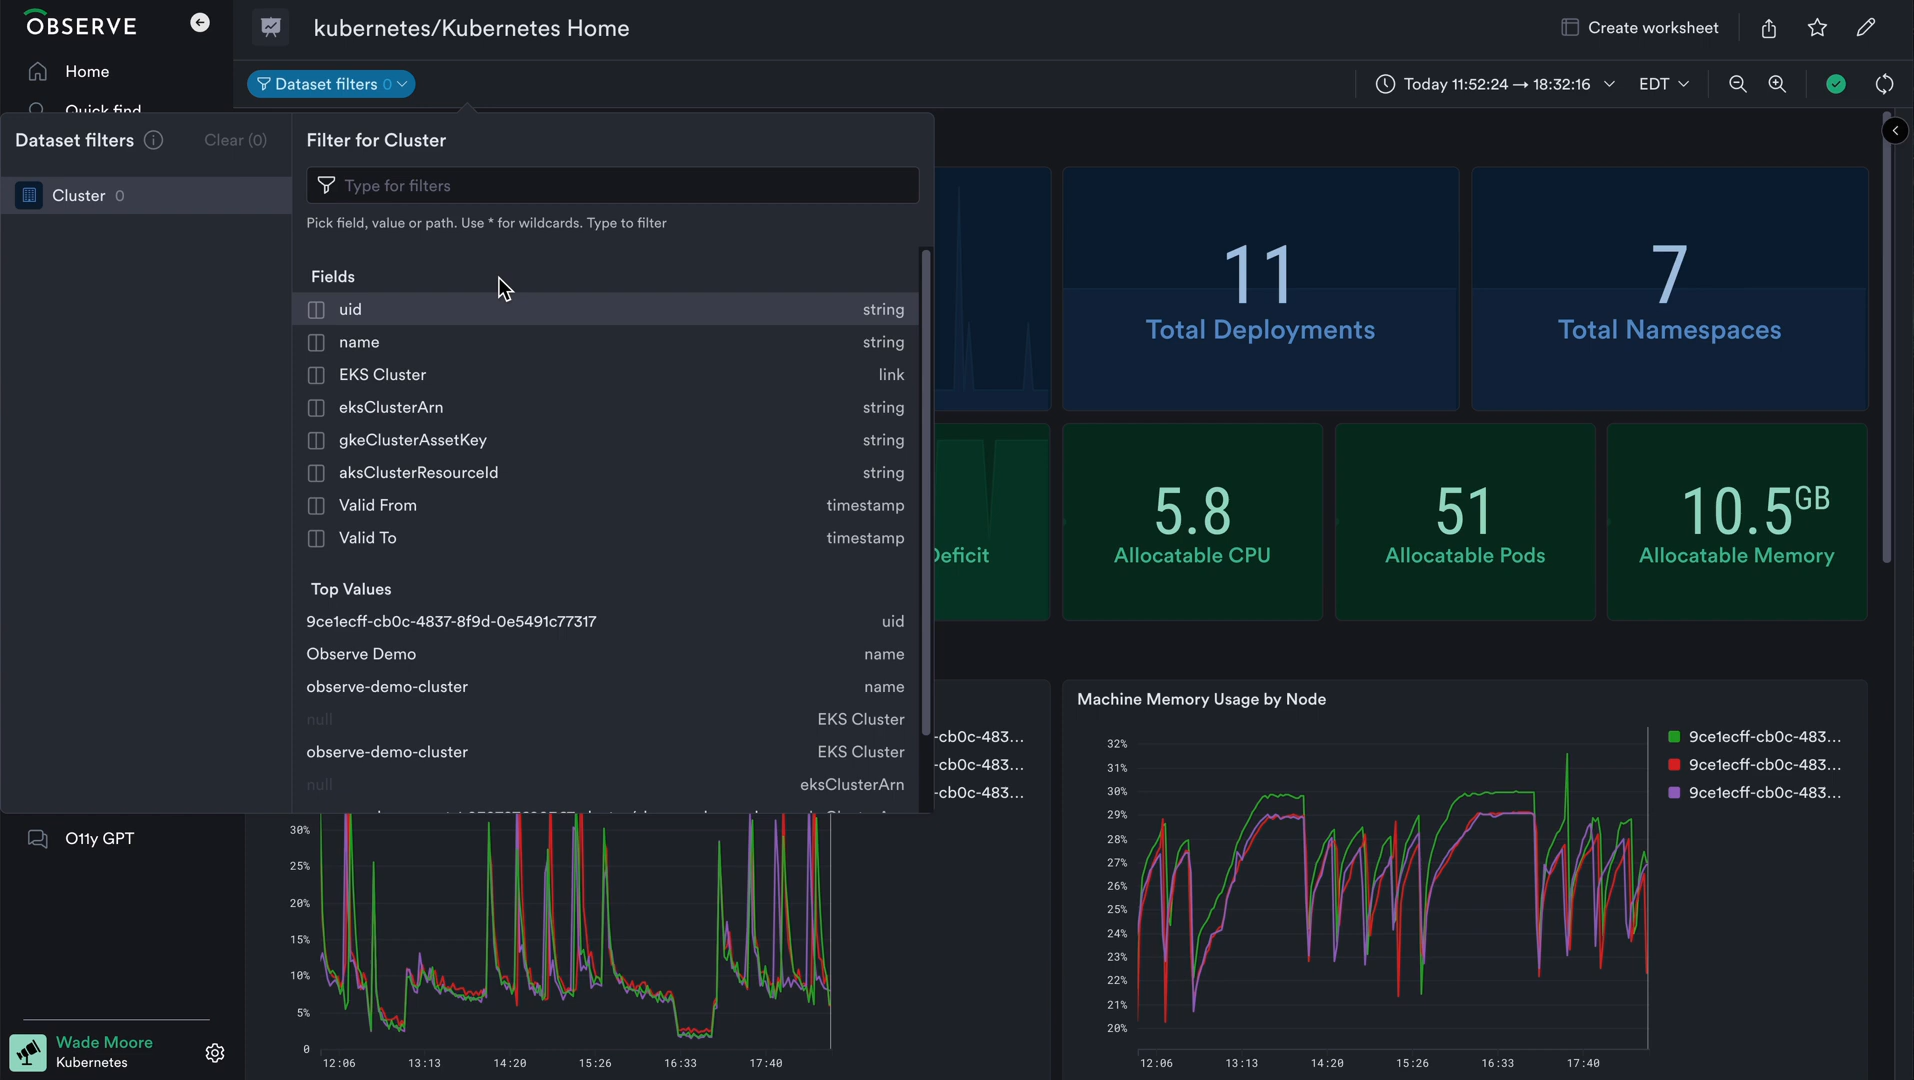 OBSERVE
kubernetes/Kubernetes Home
Create worksheet
Home
Quick find
Dataset filters 0
Today 11:52:24 → 18:32:16
EDT
Dataset filters
Clear (0)
Cluster 0
Filter for Cluster
Type for filters
Pick field, value or path. Use * for wildcards. Type to filter
Fields
uid string
name string
EKS Cluster link
eksClusterArn string
gkeClusterAssetKey string
aksClusterResourceId string
Valid From timestamp
Valid To timestamp
Top Values
9ce1ecff-cb0c-4837-8f9d-0e5491c77317 uid
Observe Demo name
observe-demo-cluster name
null EKS Cluster
observe-demo-cluster EKS Cluster
null eksClusterArn
11
Total Deployments
7
Total Namespaces
Deficit
5.8
Allocatable CPU
51
Allocatable Pods
10.5GB
Allocatable Memory
-cb0c-483...
-cb0c-483...
-cb0c-483...
30%
25%
20%
15%
10%
5%
0
12:06 13:13 14:20 15:26 16:33 17:40
Machine Memory Usage by Node
32%
31%
30%
29%
28%
27%
26%
25%
24%
23%
22%
21%
20%
12:06 13:13 14:20 15:26 16:33 17:40
9ce1ecff-cb0c-483...
9ce1ecff-cb0c-483...
9ce1ecff-cb0c-483...
O11y GPT
Wade Moore
Kubernetes